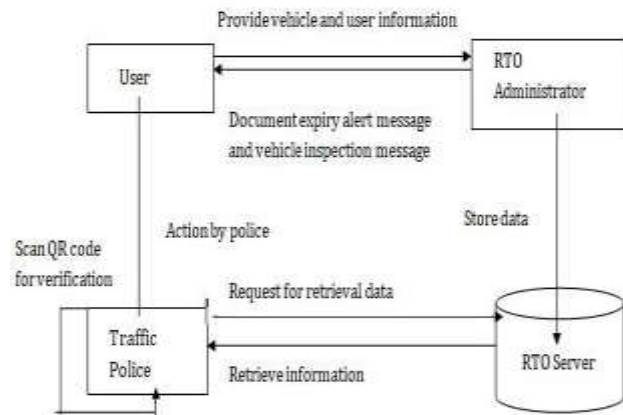 Provide vehicle and user information
User
RTO
Administrator
Document expiry alert message
and vehicle inspection message
Store data
Action by police
Scan QR code
for verification
Request for retrieval data
Traffic
Police
RTO Server
Retrieve information